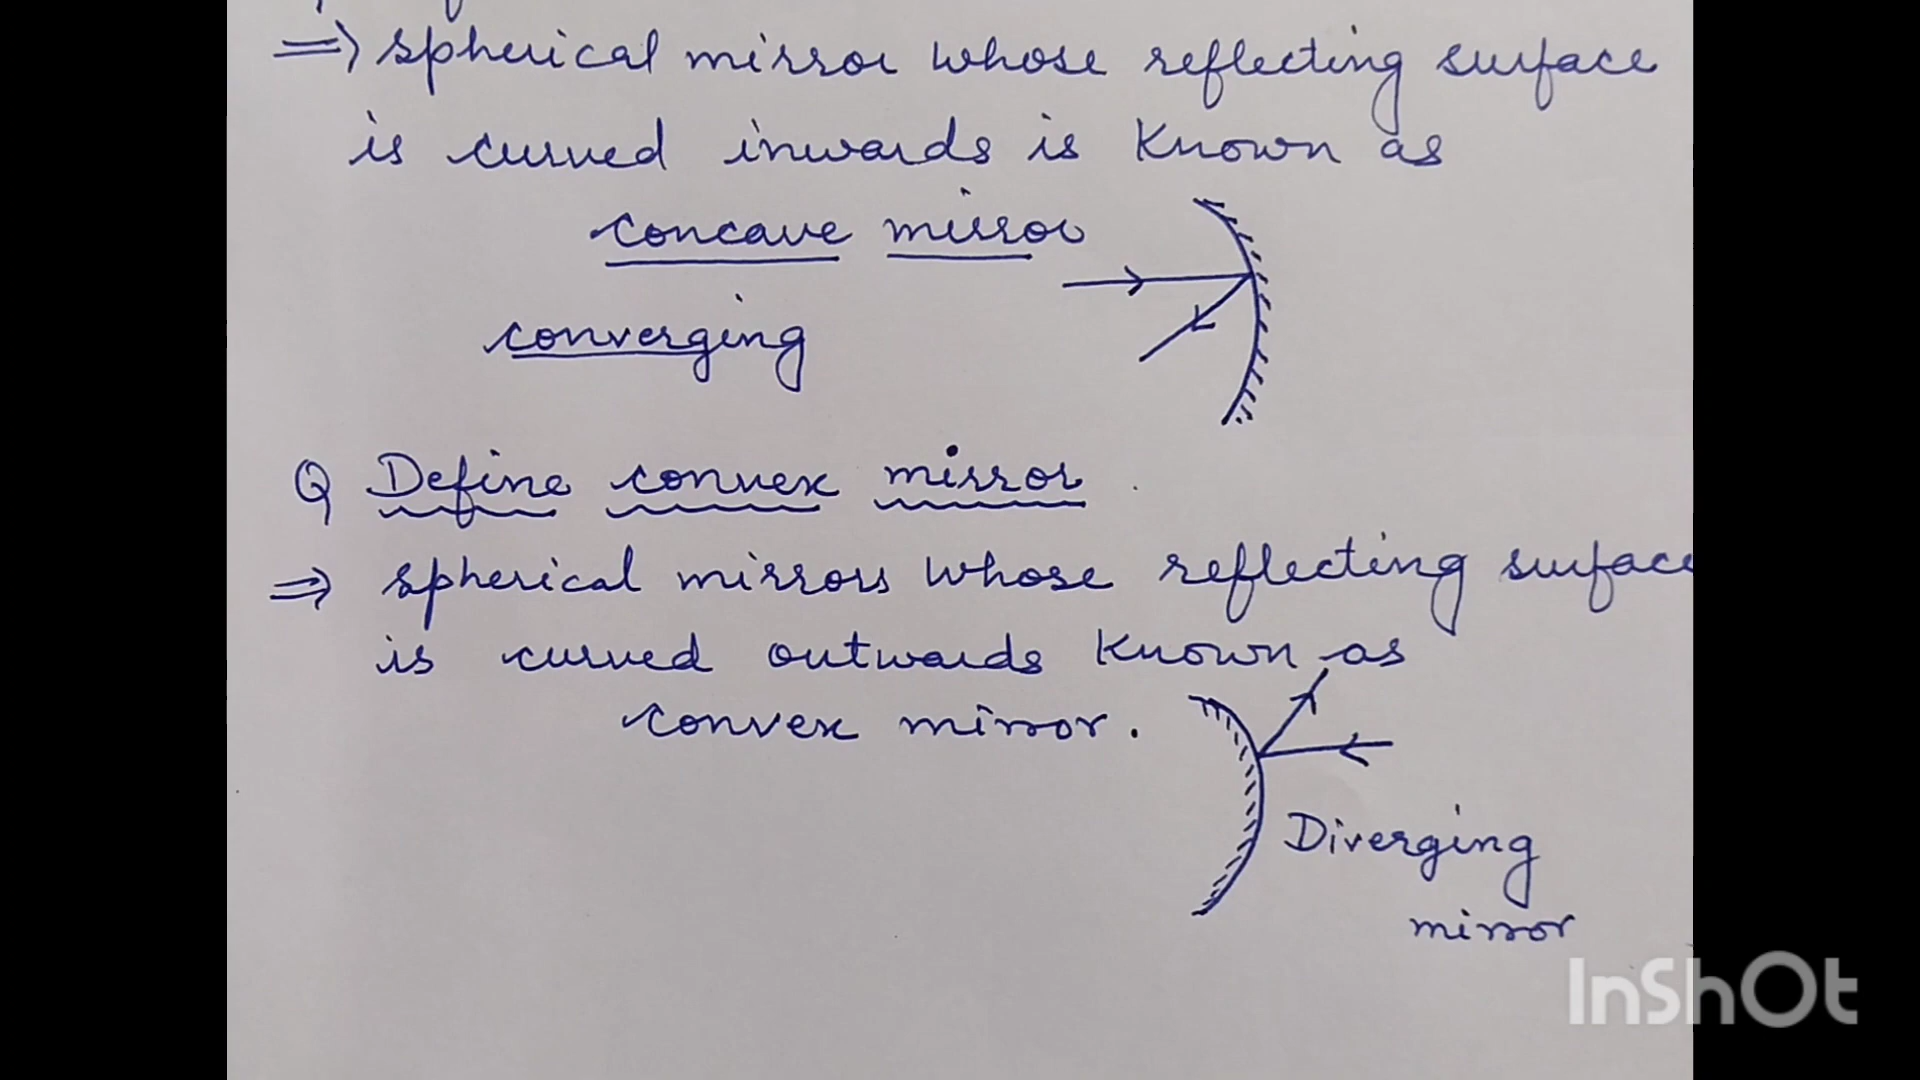 ⇒ spherical mirror whose reflecting surface
is curved inwards is known as
concave mirror
converging
Q Define convex mirror.
⇒ spherical mirrors whose reflecting surface
is curved outwards known as
convex mirror.
Diverging
mirror
InShOt